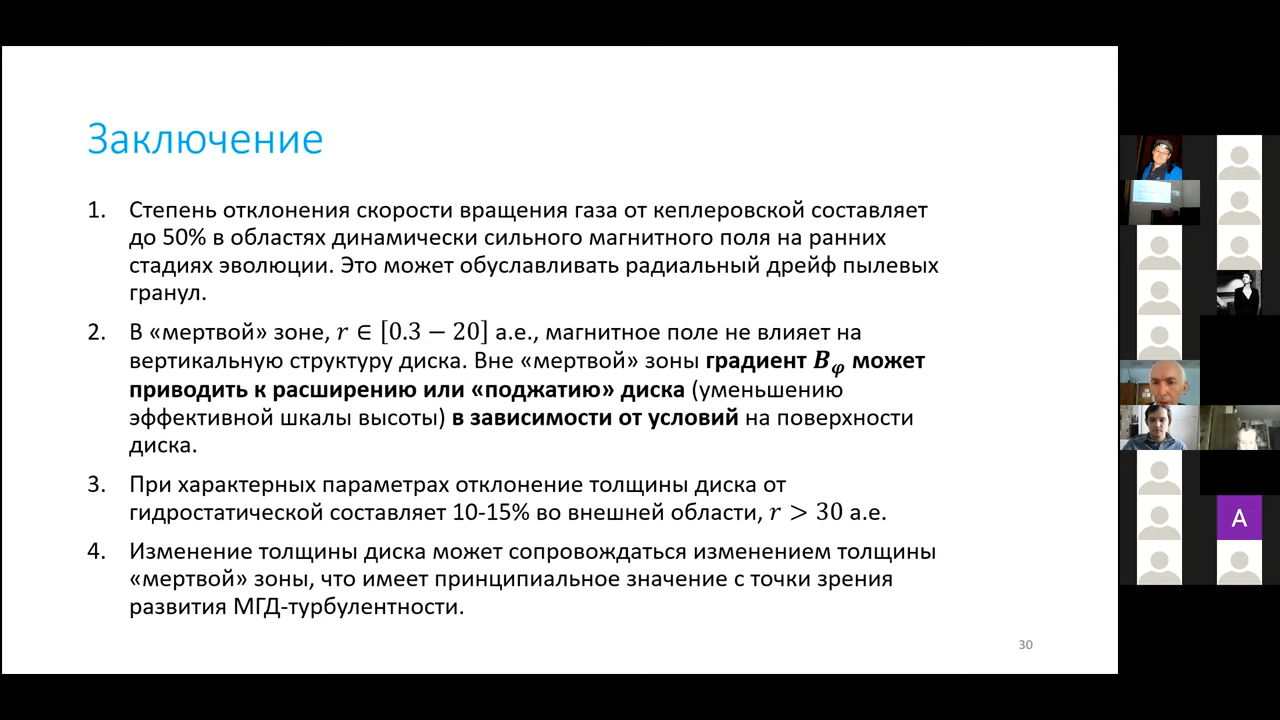 Заключение
1. Степень отклонения скорости вращения газа от кеплеровской составляет
до 50% в областях динамически сильного магнитного поля на ранних
стадиях эволюции. Это может обуславливать радиальный дрейф пылевых
гранул.
2. В «мертвой» зоне, r ∈ [0.3 − 20] а.е., магнитное поле не влияет на
вертикальную структуру диска. Вне «мертвой» зоны градиент Bφ может
приводить к расширению или «поджатию» диска (уменьшению
эффективной шкалы высоты) в зависимости от условий на поверхности
диска.
3. При характерных параметрах отклонение толщины диска от
гидростатической составляет 10-15% во внешней области, r > 30 а.е.
4. Изменение толщины диска может сопровождаться изменением толщины
«мертвой» зоны, что имеет принципиальное значение с точки зрения
развития МГД-турбулентности.
30
A